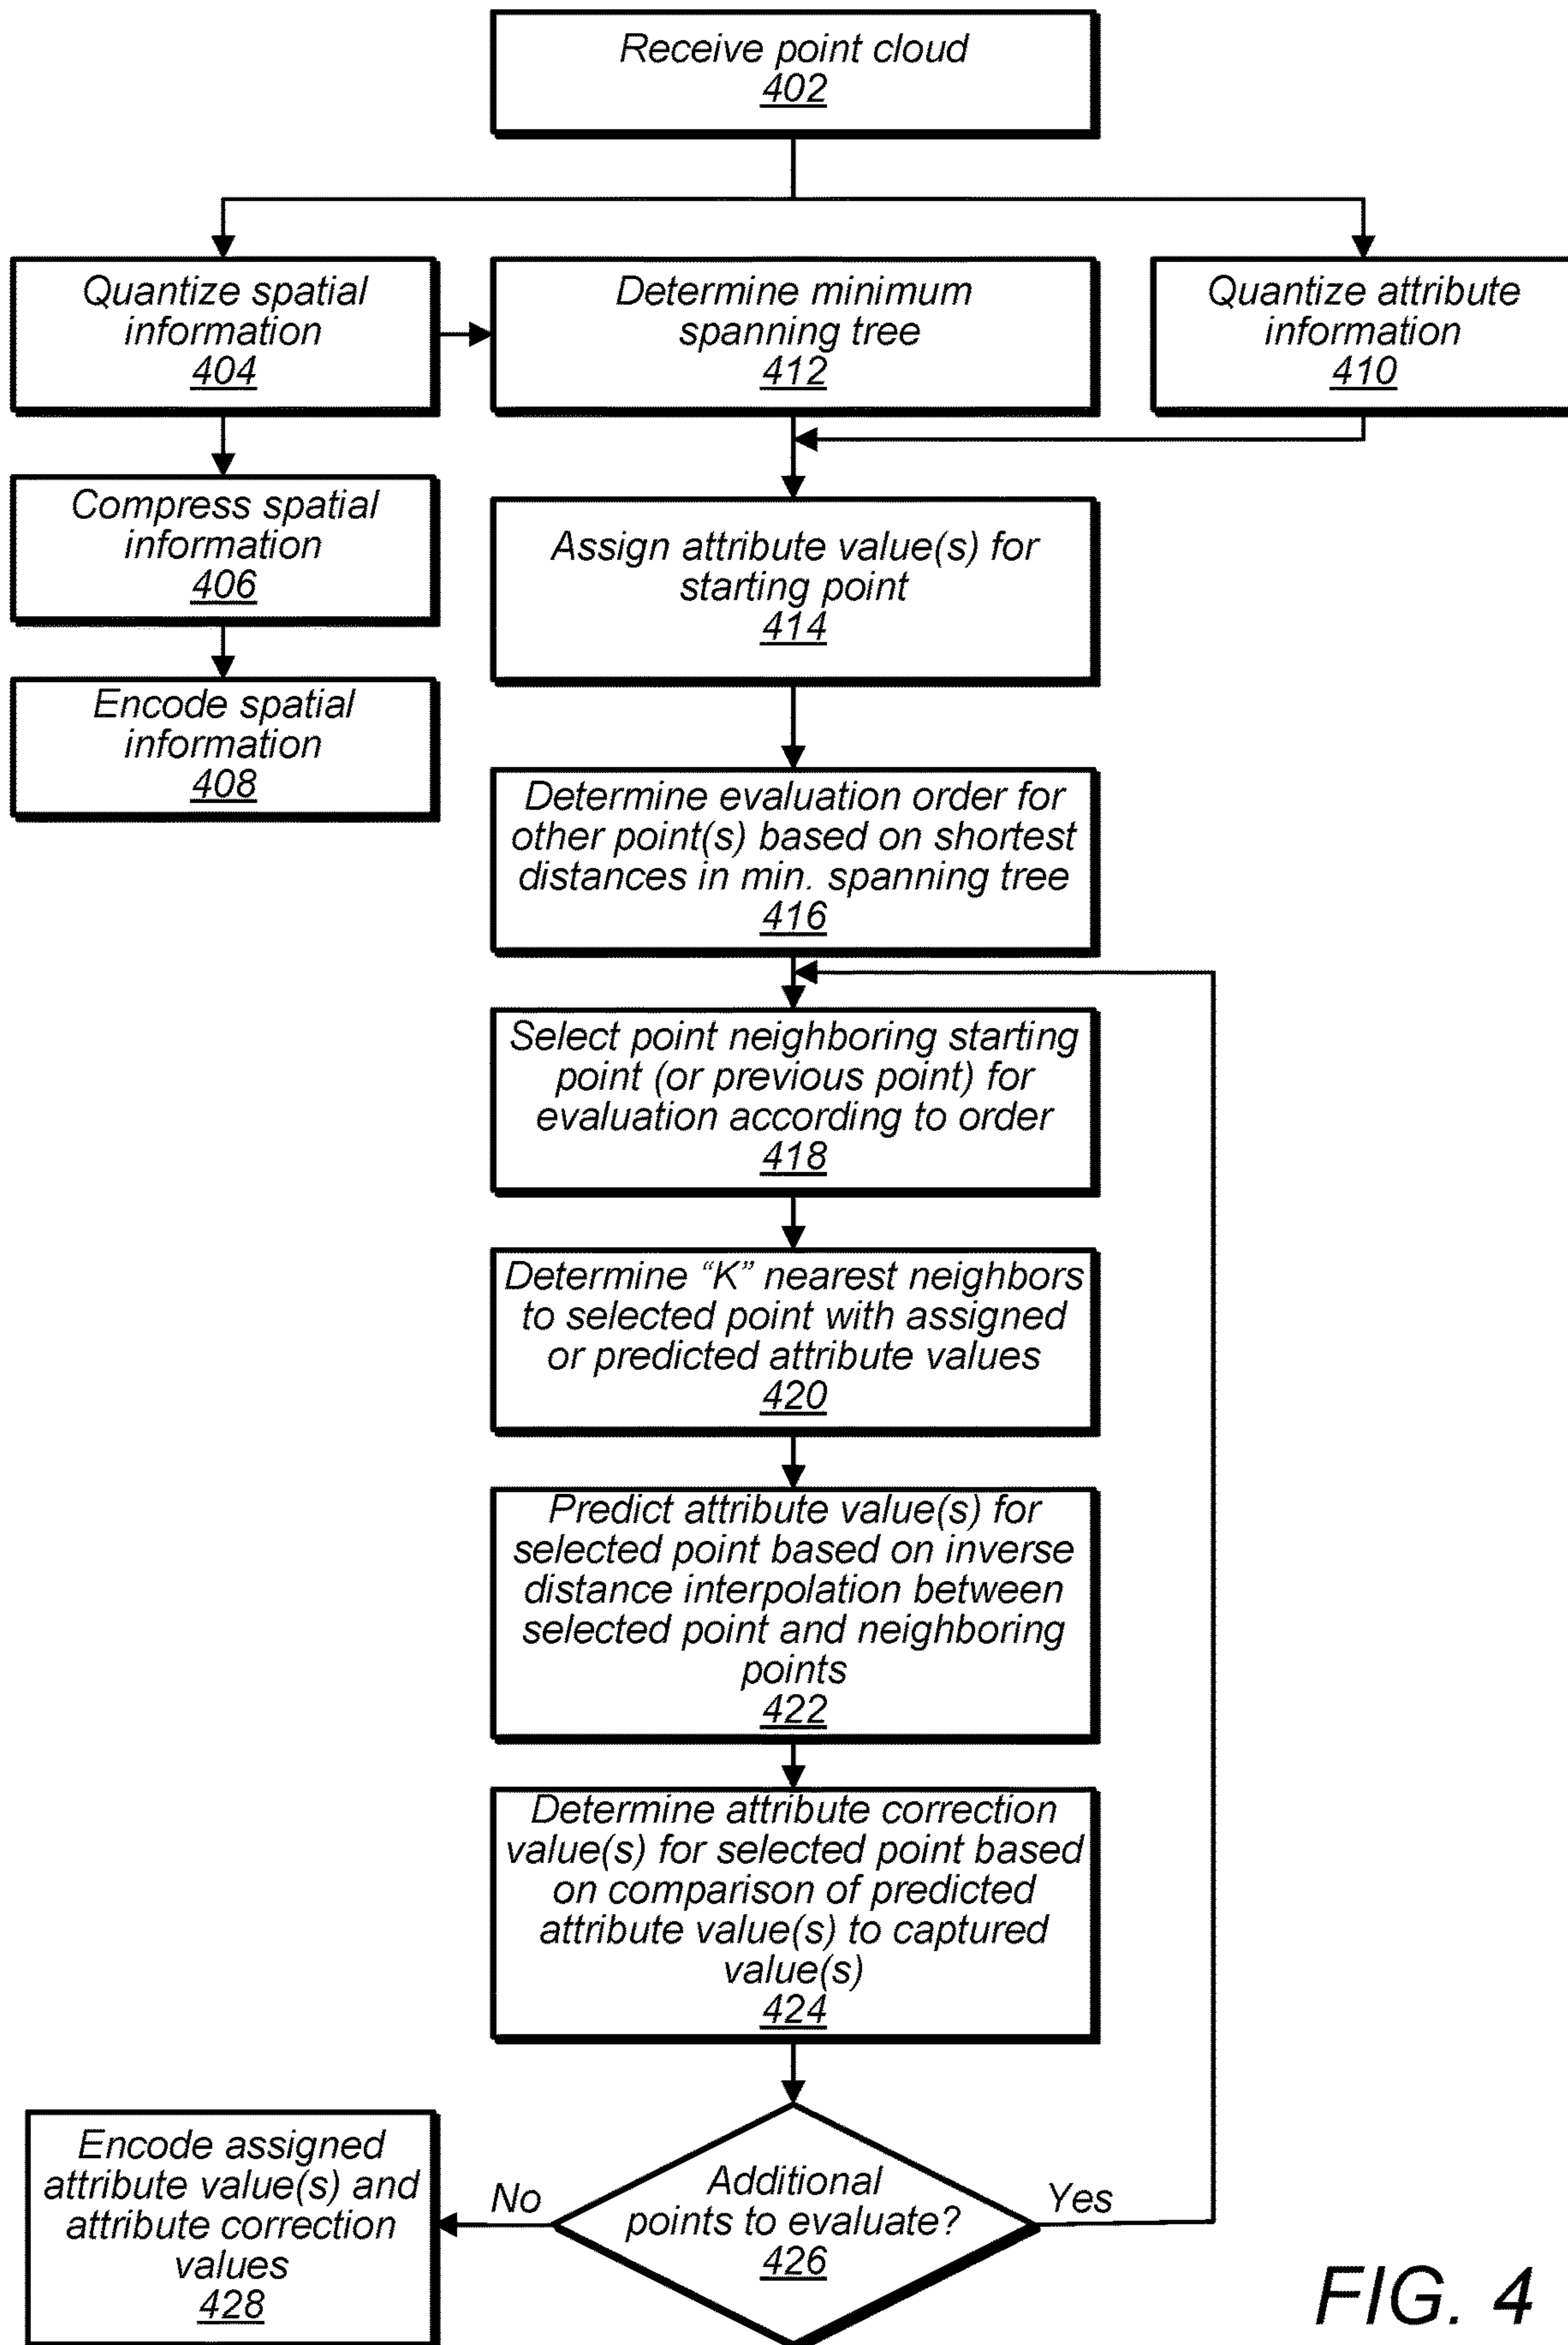 Receive point cloud
402
Quantize spatial
information
404
Determine minimum
spanning tree
412
Quantize attribute
information
410
Compress spatial
information
406
Assign attribute value(s) for
starting point
414
Encode spatial
information
408
Determine evaluation order for
other point(s) based on shortest
distances in min. spanning tree
416
Select point neighboring starting
point (or previous point) for
evaluation according to order
418
Determine “K” nearest neighbors
to selected point with assigned
or predicted attribute values
420
Predict attribute value(s) for
selected point based on inverse
distance interpolation between
selected point and neighboring
points
422
Determine attribute correction
value(s) for selected point based
on comparison of predicted
attribute value(s) to captured
value(s)
424
Additional
points to evaluate?
426
Yes
No
Encode assigned
attribute value(s) and
attribute correction
values
428
FIG. 4